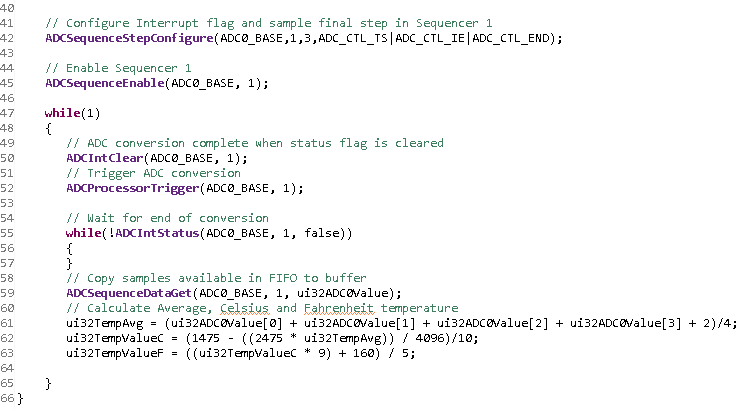 40
41 // Configure Interrupt flag and sample final step in Sequencer 1
42 ADCSequenceStepConfigure(ADC0_BASE,1,3,ADC_CTL_TS|ADC_CTL_IE|ADC_CTL_END);
43
44 // Enable Sequencer 1
45 ADCSequenceEnable(ADC0_BASE, 1);
46
47 while(1)
48 {
49 // ADC conversion complete when status flag is cleared
50 ADCIntClear(ADC0_BASE, 1);
51 // Trigger ADC conversion
52 ADCProcessorTrigger(ADC0_BASE, 1);
53
54 // Wait for end of conversion
55 while(!ADCIntStatus(ADC0_BASE, 1, false))
56 {
57 }
58 // Copy samples available in FIFO to buffer
59 ADCSequenceDataGet(ADC0_BASE, 1, ui32ADC0Value);
60 // Calculate Average, Celsius and Fahrenheit temperature
61 ui32TempAvg = (ui32ADC0Value[0] + ui32ADC0Value[1] + ui32ADC0Value[2] + ui32ADC0Value[3] + 2)/4;
62 ui32TempValueC = (1475 - ((2475 * ui32TempAvg)) / 4096)/10;
63 ui32TempValueF = ((ui32TempValueC * 9) + 160) / 5;
64
65 }
66 }